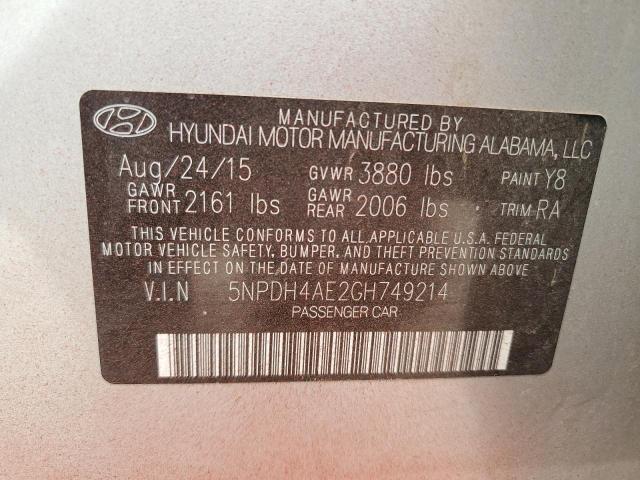 MANUFACTURED BY
HYUNDAI MOTOR MANUFACTURING ALABAMA, LLC
Aug/24/15 GVWR 3880 lbs PAINT Y8
GAWR FRONT 2161 lbs GAWR REAR 2006 lbs TRIM RA
THIS VEHICLE CONFORMS TO ALL APPLICABLE U.S.A. FEDERAL
MOTOR VEHICLE SAFETY, BUMPER, AND THEFT PREVENTION STANDARDS
IN EFFECT ON THE DATE OF MANUFACTURE SHOWN ABOVE
V.I.N 5NPDH4AE2GH749214
PASSENGER CAR